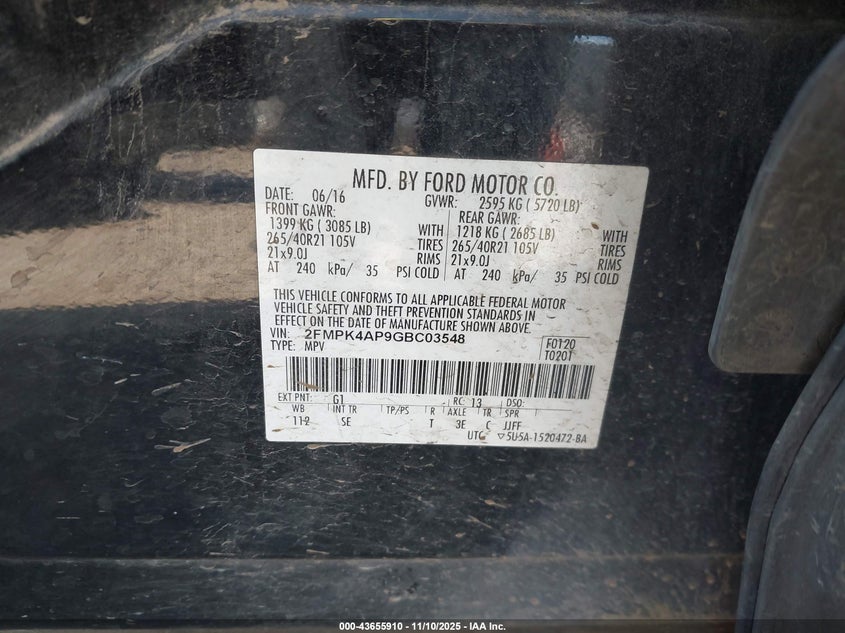 MFD. BY FORD MOTOR CO.
DATE: 06/16 GVWR: 2595 KG ( 5720 LB)
FRONT GAWR: REAR GAWR:
1399 KG ( 3085 LB) WITH 1218 KG ( 2685 LB) WITH
265/40R21 105V TIRES 265/40R21 105V TIRES
21x9.0J RIMS 21x9.0J RIMS
AT 240 kPa/ 35 PSI COLD AT 240 kPa/ 35 PSI COLD
THIS VEHICLE CONFORMS TO ALL APPLICABLE FEDERAL MOTOR
VEHICLE SAFETY AND THEFT PREVENTION STANDARDS IN
EFFECT ON THE DATE OF MANUFACTURE SHOWN ABOVE.
VIN: 2FMPK4AP9GBC03548 F0120
TYPE: MPV T0201
EXT PNT: G1 RC: 13 DSO:
WB INT TR TP/PS R AXLE TR SPR
112 SE T 3E C JJFF
UTC ▽5U5A-1520472-BA
000-43655910 - 11/10/2025 - IAA Inc.